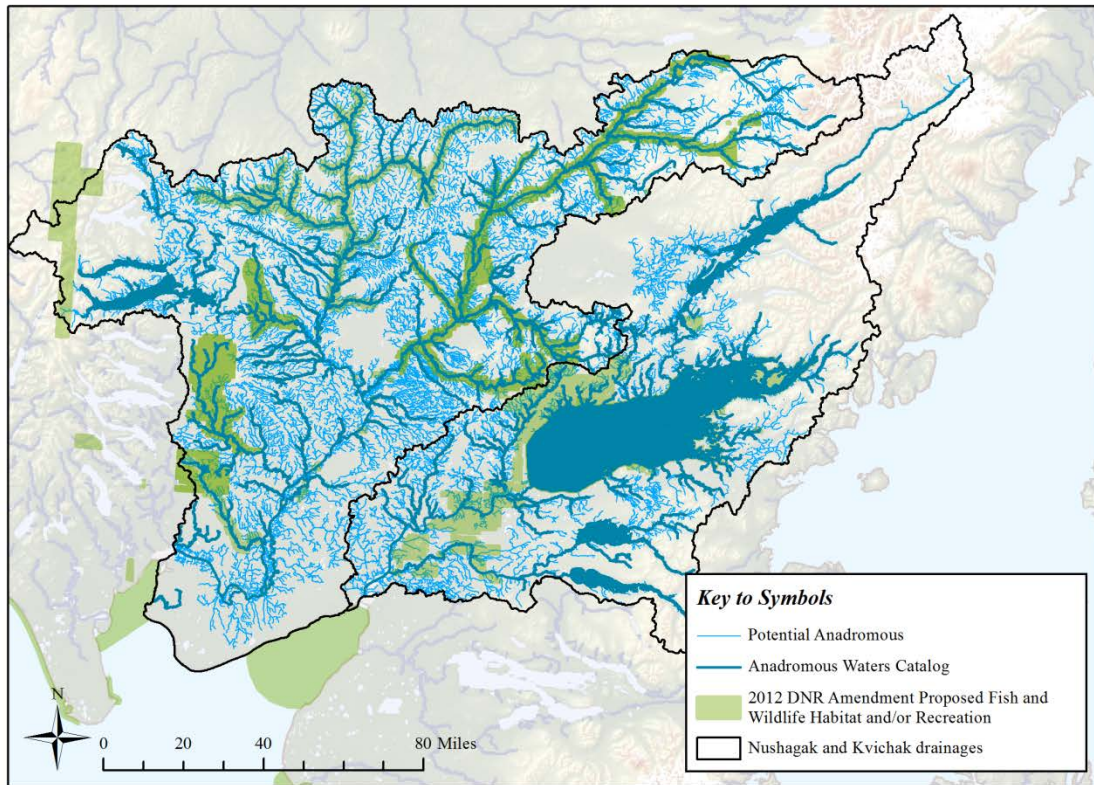 Key to Symbols
Potential Anadromous
Anadromous Waters Catalog
2012 DNR Amendment Proposed Fish and
Wildlife Habitat and/or Recreation
Nushagak and Kvichak drainages
N
0 20 40 80 Miles